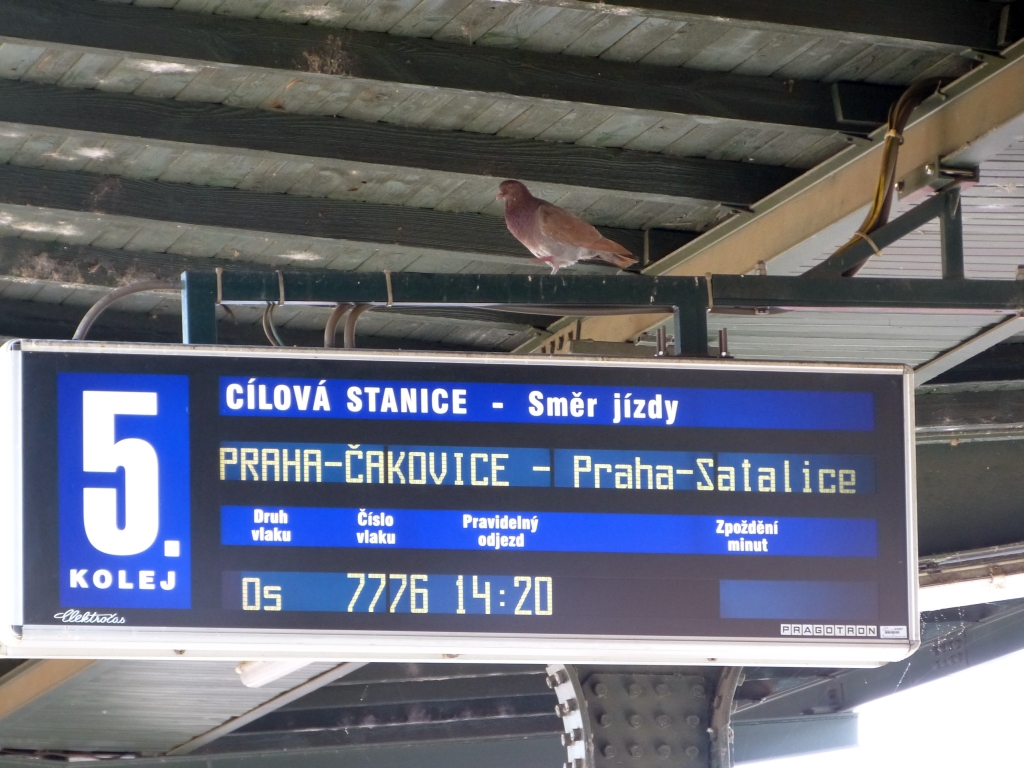 5.
KOLEJ
CÍLOVÁ STANICE - Směr jízdy
PRAHA-ČAKOVICE - Praha-Satalice
Druh vlaku
Číslo vlaku
Pravidelný odjezd
Zpoždění minut
Os 7776 14:20
Elektročas
PRAGOTRON